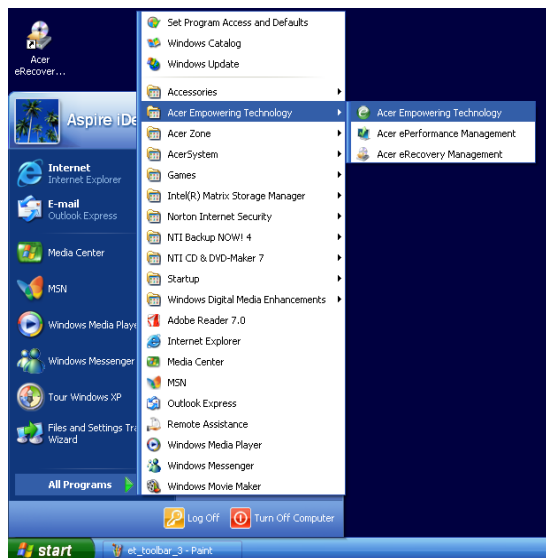 Acer
eRecover...
Aspire iDe
Internet
Internet Explorer
E-mail
Outlook Express
Media Center
MSN
Windows Media Playe
Windows Messenger
Tour Windows XP
Files and Settings Tra
Wizard
All Programs
Set Program Access and Defaults
Windows Catalog
Windows Update
Accessories
Acer Empowering Technology
Acer Zone
AcerSystem
Games
Intel(R) Matrix Storage Manager
Norton Internet Security
NTI Backup NOW! 4
NTI CD & DVD-Maker 7
Startup
Windows Digital Media Enhancements
Adobe Reader 7.0
Internet Explorer
Media Center
MSN
Outlook Express
Remote Assistance
Windows Media Player
Windows Messenger
Windows Movie Maker
Acer Empowering Technology
Acer ePerformance Management
Acer eRecovery Management
Log Off
Turn Off Computer
start
et_toolbar_3 - Paint